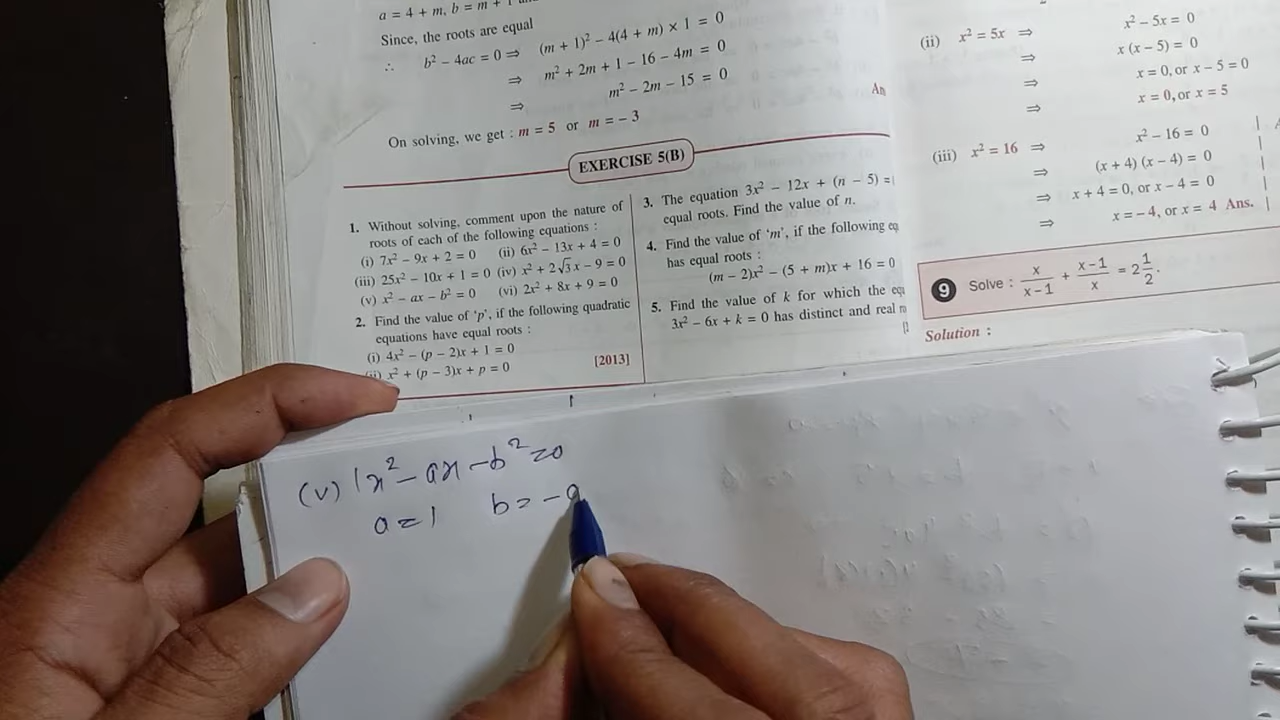 a = 4 + m, b = m +
Since, the roots are equal
∴ b² – 4ac = 0 ⇒ (m + 1)² – 4(4 + m) × 1 = 0
⇒ m² + 2m + 1 – 16 – 4m = 0
⇒ m² – 2m – 15 = 0
On solving, we get : m = 5 or m = – 3
An
EXERCISE 5(B)
1. Without solving, comment upon the nature of
roots of each of the following equations :
(i) 7x² – 9x + 2 = 0 (ii) 6x² – 13x + 4 = 0
(iii) 25x² – 10x + 1 = 0 (iv) x² + 2√3 x – 9 = 0
(v) x² – ax – b² = 0 (vi) 2x² + 8x + 9 = 0
2. Find the value of ‘p’, if the following quadratic
equations have equal roots :
(i) 4x² – (p – 2)x + 1 = 0
(ii) x² + (p – 3)x + p = 0 [2013]
3. The equation 3x² – 12x + (n – 5) =
equal roots. Find the value of n.
4. Find the value of ‘m’, if the following eq
has equal roots :
(m – 2)x² – (5 + m)x + 16 = 0
5. Find the value of k for which the equ
3x² – 6x + k = 0 has distinct and real
(ii) x² = 5x ⇒ x² – 5x = 0
⇒ x (x – 5) = 0
⇒ x = 0, or x – 5 = 0
⇒ x = 0, or x = 5
(iii) x² = 16 ⇒ x² – 16 = 0
⇒ (x + 4) (x – 4) = 0
⇒ x + 4 = 0, or x – 4 = 0
⇒ x = – 4, or x = 4 Ans.
9 Solve : x/(x – 1) + (x – 1)/x = 2 1/2.
Solution :
(v) 1x² – ax – b² = 0
a = 1 b = – a